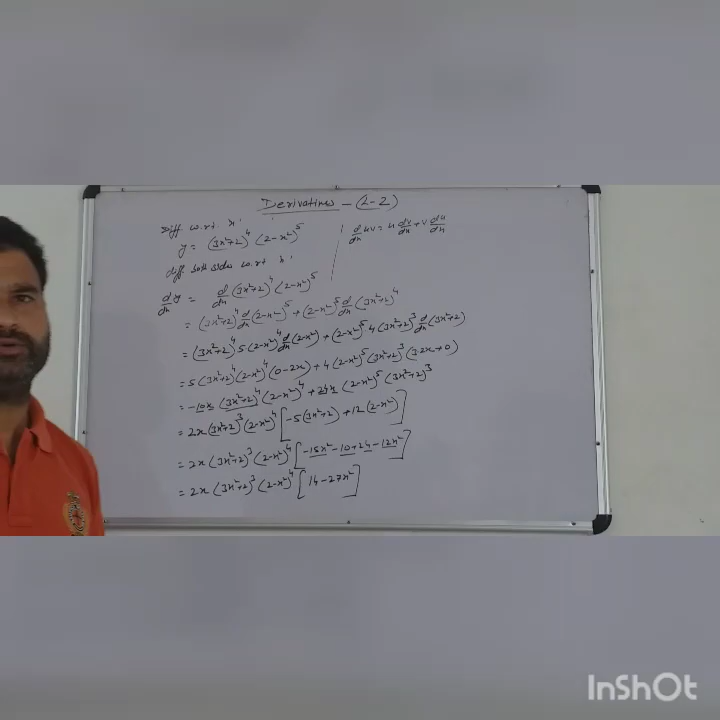 Derivatives – (2-2)
Diff w.r.t x:
y = (3x²+2)⁴ (2-x²)⁵
d/dx uv = u dv/dx + v du/dx
diff both sides w.r.t x:
d/dx y = d/dx (3x²+2)⁴ (2-x²)⁵
= (3x²+2)⁴ d/dx (2-x²)⁵ + (2-x²)⁵ d/dx (3x²+2)⁴
= (3x²+2)⁴ 5 (2-x²)⁴ d/dx (2-x²) + (2-x²)⁵ 4 (3x²+2)³ d/dx (3x²+2)
= 5 (3x²+2)⁴ (2-x²)⁴ (0-2x) + 4 (2-x²)⁵ (3x²+2)³ (3·2x+0)
= -10x (3x²+2)⁴ (2-x²)⁴ + 24x (2-x²)⁵ (3x²+2)³
= 2x (3x²+2)³ (2-x²)⁴ [-5(3x²+2) + 12 (2-x²)]
= 2x (3x²+2)³ (2-x²)⁴ [-15x² - 10 + 24 - 12x²]
= 2x (3x²+2)³ (2-x²)⁴ [14 - 27x²]
InShOt